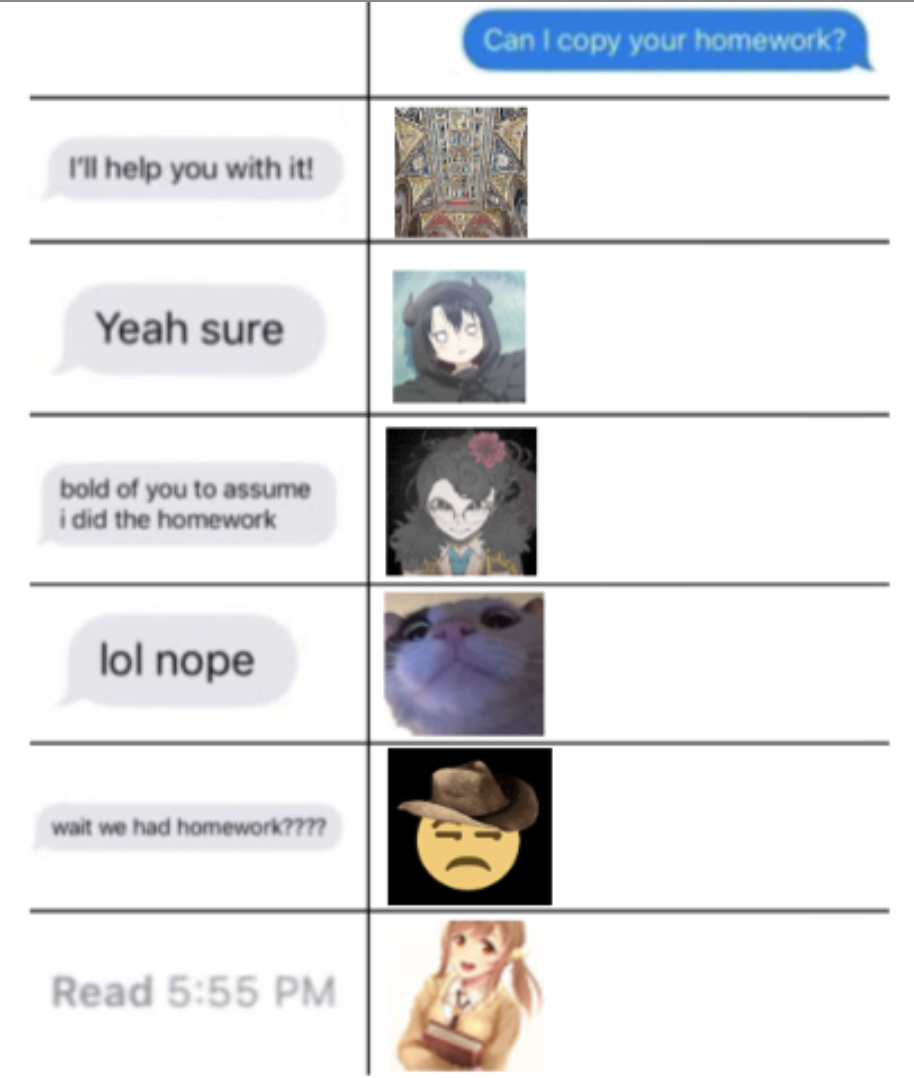 Can I copy your homework?
I'll help you with it!
Yeah sure
bold of you to assume
i did the homework
lol nope
wait we had homework????
Read 5:55 PM